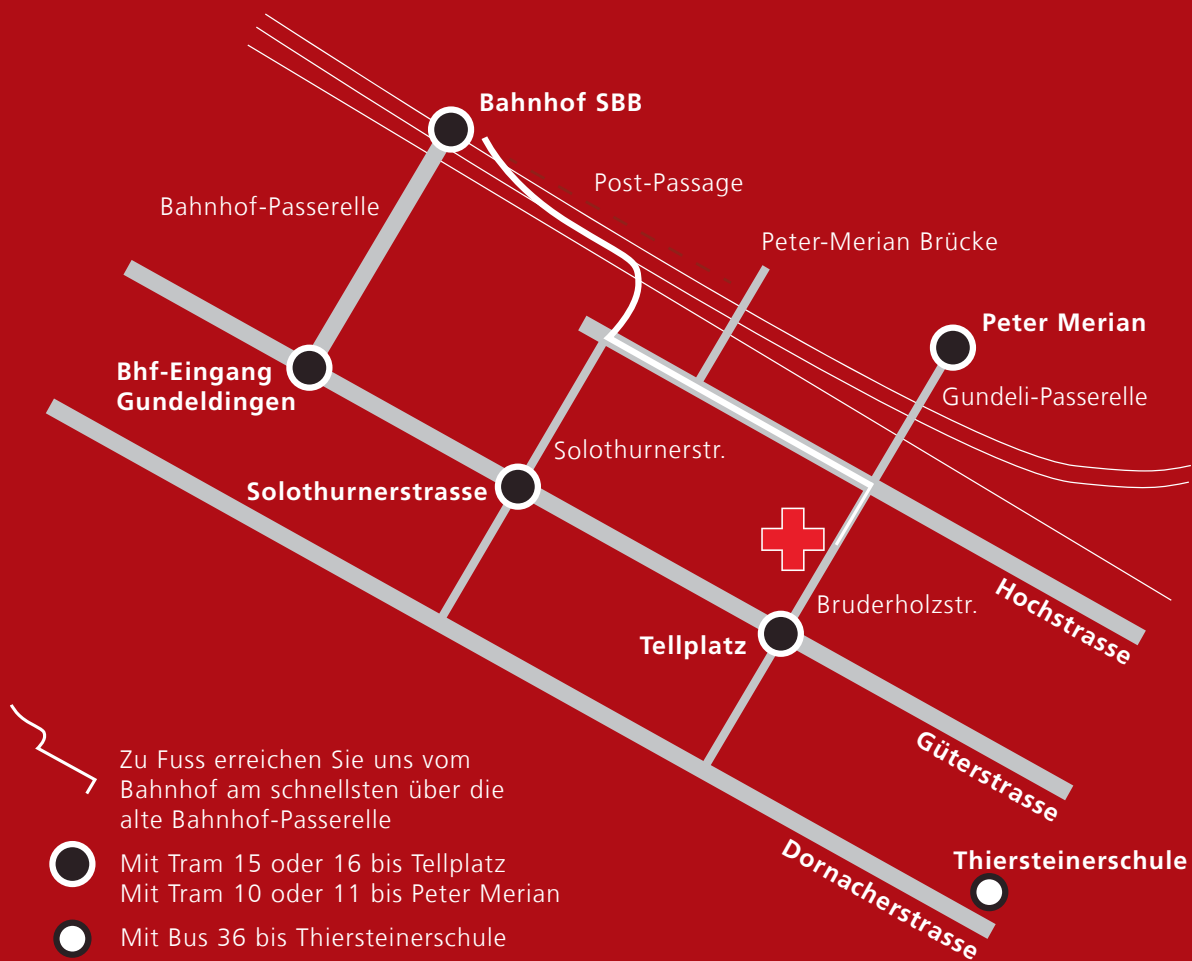 Bahnhof SBB
Post-Passage
Bahnhof-Passerelle
Peter-Merian Brücke
Peter Merian
Bhf-Eingang
Gundeldingen
Gundeli-Passerelle
Solothurnerstr.
Solothurnerstrasse
Hochstrasse
Bruderholzstr.
Tellplatz
Güterstrasse
Zu Fuss erreichen Sie uns vom
Bahnhof am schnellsten über die
alte Bahnhof-Passerelle
Dornacherstrasse
Thiersteinerschule
Mit Tram 15 oder 16 bis Tellplatz
Mit Tram 10 oder 11 bis Peter Merian
Mit Bus 36 bis Thiersteinerschule